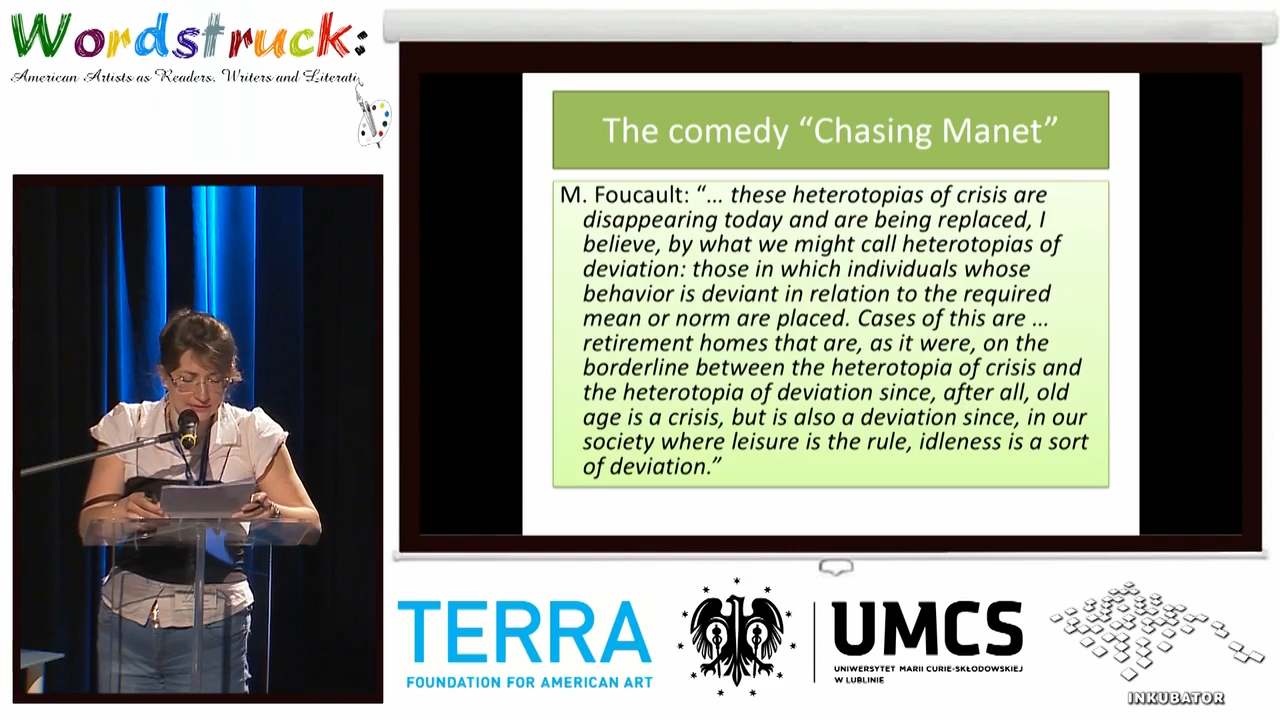 Wordstruck:
American Artists as Readers, Writers and Literati
The comedy “Chasing Manet”
M. Foucault: “… these heterotopias of crisis are
disappearing today and are being replaced, I
believe, by what we might call heterotopias of
deviation: those in which individuals whose
behavior is deviant in relation to the required
mean or norm are placed. Cases of this are …
retirement homes that are, as it were, on the
borderline between the heterotopia of crisis and
the heterotopia of deviation since, after all, old
age is a crisis, but is also a deviation since, in our
society where leisure is the rule, idleness is a sort
of deviation.”
TERRA
FOUNDATION FOR AMERICAN ART
UMCS
UNIWERSYTET MARII CURIE-SKŁODOWSKIEJ
W LUBLINIE
INKUBATOR